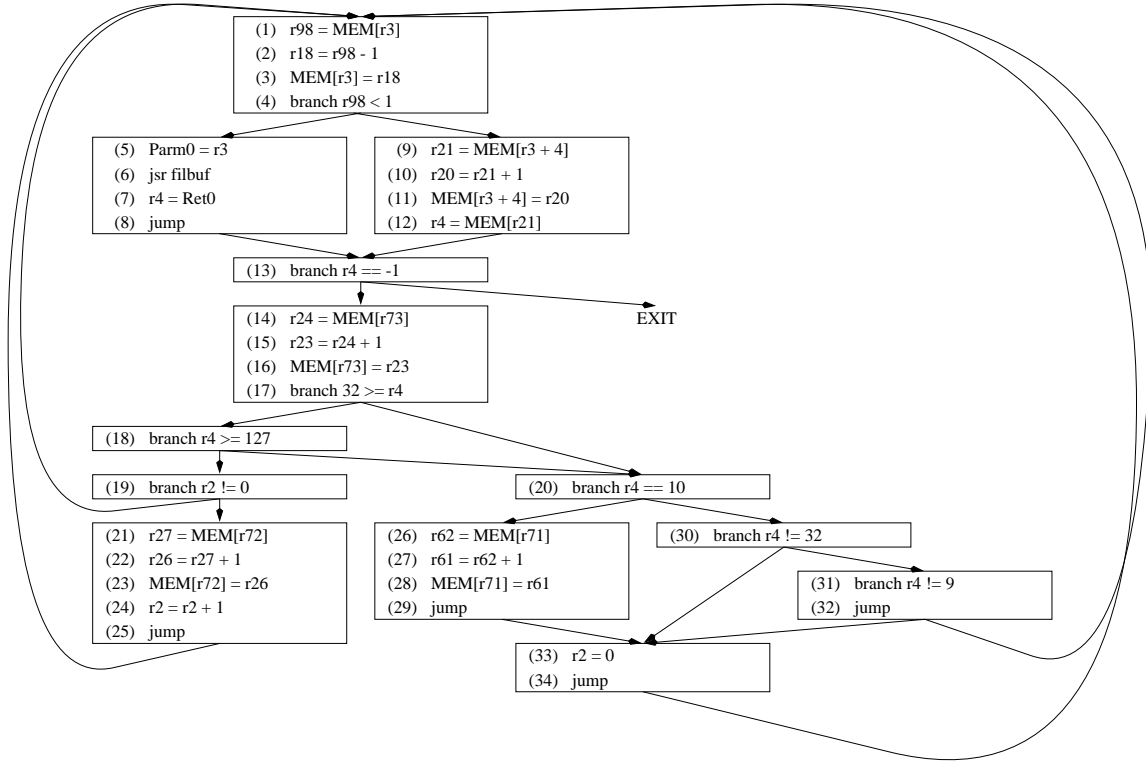 (1) r98 = MEM[r3]
(2) r18 = r98 - 1
(3) MEM[r3] = r18
(4) branch r98 < 1
(5) Parm0 = r3
(6) jsr filbuf
(7) r4 = Ret0
(8) jump
(9) r21 = MEM[r3 + 4]
(10) r20 = r21 + 1
(11) MEM[r3 + 4] = r20
(12) r4 = MEM[r21]
(13) branch r4 == -1
EXIT
(14) r24 = MEM[r73]
(15) r23 = r24 + 1
(16) MEM[r73] = r23
(17) branch 32 >= r4
(18) branch r4 >= 127
(19) branch r2 != 0
(20) branch r4 == 10
(21) r27 = MEM[r72]
(22) r26 = r27 + 1
(23) MEM[r72] = r26
(24) r2 = r2 + 1
(25) jump
(26) r62 = MEM[r71]
(27) r61 = r62 + 1
(28) MEM[r71] = r61
(29) jump
(30) branch r4 != 32
(31) branch r4 != 9
(32) jump
(33) r2 = 0
(34) jump